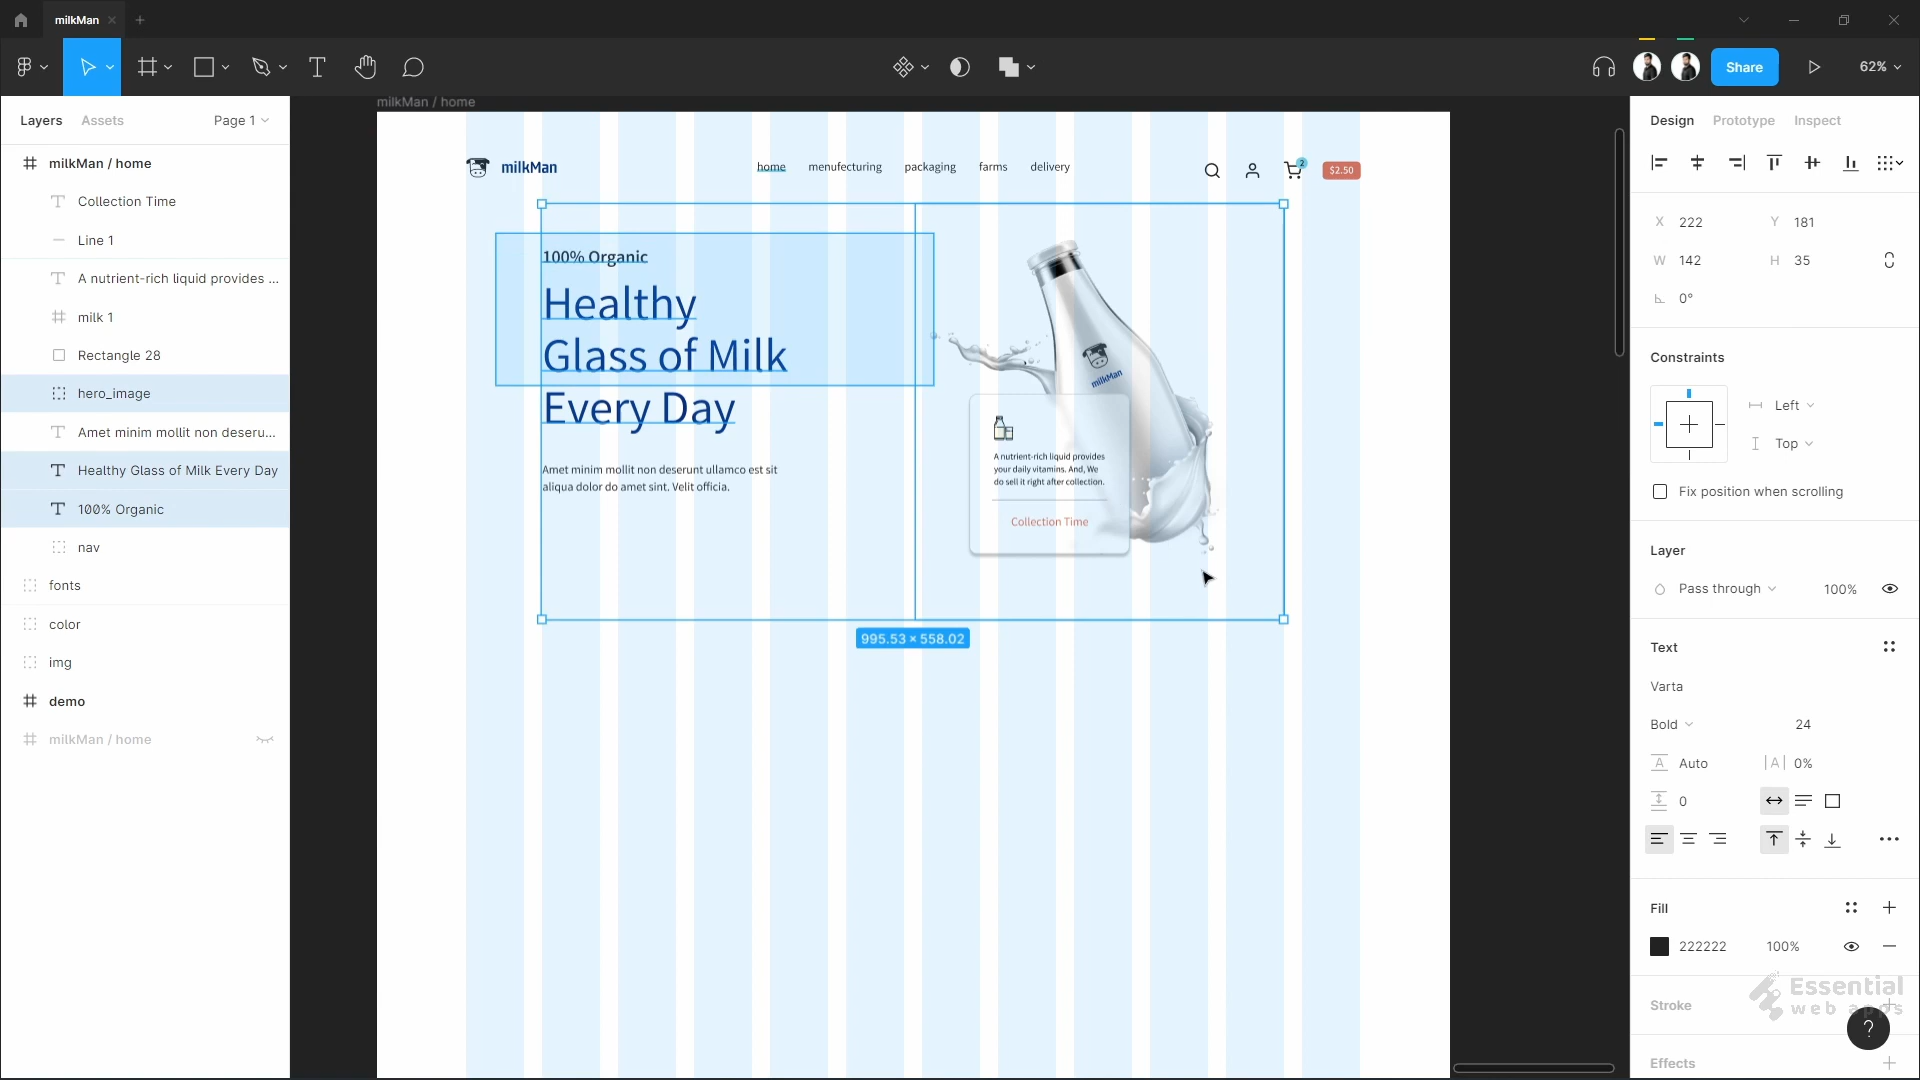 milkMan
Share
62%
Layers
Assets
Page 1
milkMan / home
Collection Time
Line 1
A nutrient-rich liquid provides ...
milk 1
Rectangle 28
hero_image
Amet minim mollit non deseru...
Healthy Glass of Milk Every Day
100% Organic
nav
fonts
color
img
demo
milkMan / home
milkMan / home
milkMan
home
menufecturing
packaging
farms
delivery
2
$2.50
100% Organic
Healthy
Glass of Milk
Every Day
Amet minim mollit non deserunt ullamco est sit
aliqua dolor do amet sint. Velit officia.
milkMan
A nutrient-rich liquid provides
your daily vitamins. And, We
do sell it right after collection.
Collection Time
995.53 × 558.02
Design
Prototype
Inspect
X 222
Y 181
W 142
H 35
0°
Constraints
Left
Top
Fix position when scrolling
Layer
Pass through
100%
Text
Varta
Bold
24
A Auto
|A| 0%
0
Fill
222222
100%
Stroke
Essential
web apps
?
Effects